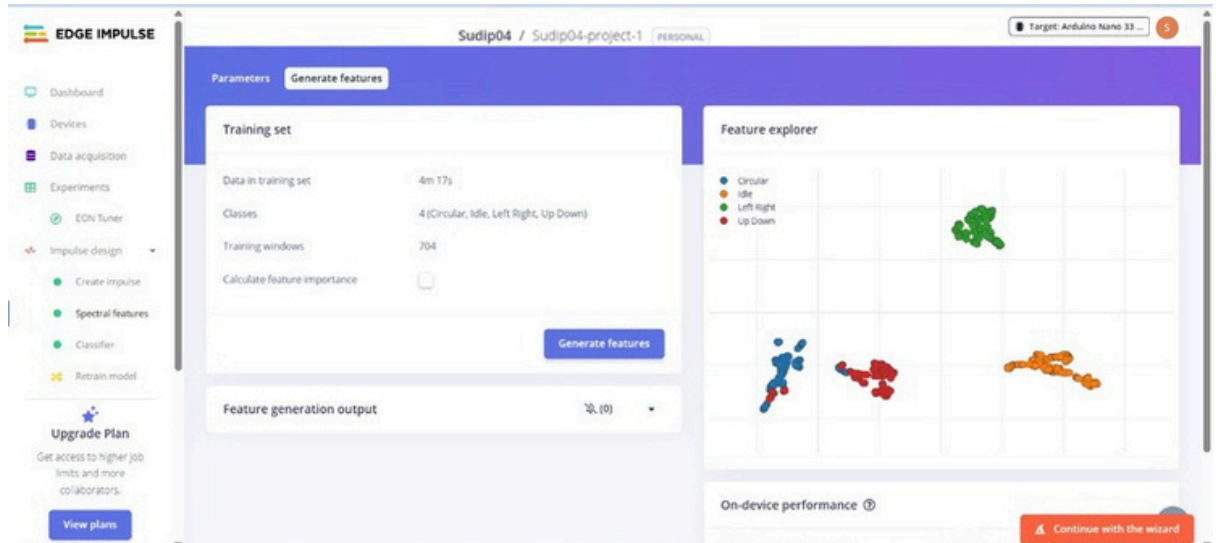 EDGE IMPULSE
Sudip04 / Sudip04-project-1 PERSONAL
Target: Arduino Nano 33 ...
S
Dashboard
Devices
Data acquisition
Experiments
EON Tuner
Impulse design
Create impulse
Spectral features
Classifier
Retrain model
Upgrade Plan
Get access to higher job
limits and more
collaborators.
View plans
Parameters
Generate features
Training set
Data in training set 4m 17s
Classes 4 (Circular, Idle, Left Right, Up Down)
Training windows 704
Calculate feature importance
Generate features
Feature generation output (0)
Feature explorer
Circular
Idle
Left Right
Up Down
On-device performance ?
Continue with the wizard